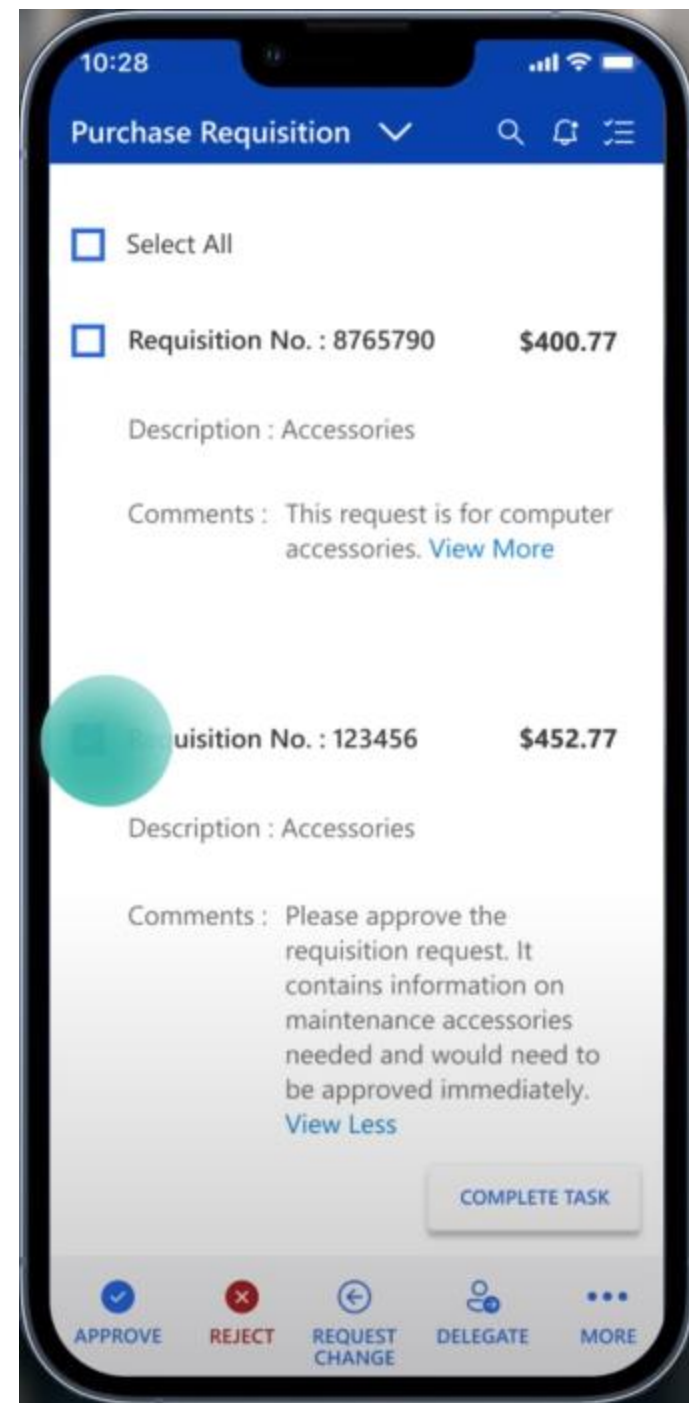 10:28
Purchase Requisition
Select All
Requisition No. : 8765790 $400.77
Description : Accessories
Comments : This request is for computer
accessories. View More
Requisition No. : 123456 $452.77
Description : Accessories
Comments : Please approve the
requisition request. It
contains information on
maintenance accessories
needed and would need to
be approved immediately.
View Less
COMPLETE TASK
APPROVE REJECT REQUEST CHANGE DELEGATE MORE